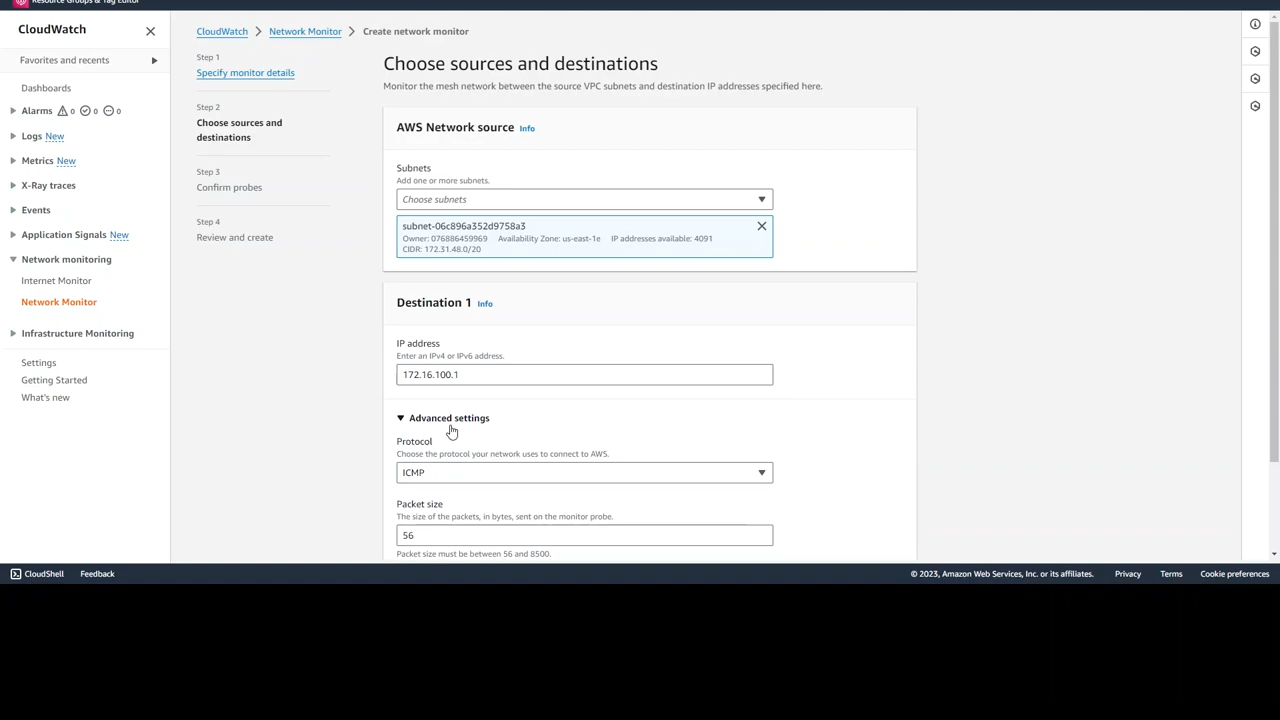 Resource Groups & Tag Editor
CloudWatch
Favorites and recents
Dashboards
Alarms 0 0 0
Logs New
Metrics New
X-Ray traces
Events
Application Signals New
Network monitoring
Internet Monitor
Network Monitor
Infrastructure Monitoring
Settings
Getting Started
What's new
CloudWatch > Network Monitor > Create network monitor
Step 1
Specify monitor details
Step 2
Choose sources and
destinations
Step 3
Confirm probes
Step 4
Review and create
Choose sources and destinations
Monitor the mesh network between the source VPC subnets and destination IP addresses specified here.
AWS Network source Info
Subnets
Add one or more subnets.
Choose subnets
subnet-06c896a352d9758a3
Owner: 076886459969 Availability Zone: us-east-1e IP addresses available: 4091
CIDR: 172.31.48.0/20
Destination 1 Info
IP address
Enter an IPv4 or IPv6 address.
172.16.100.1
Advanced settings
Protocol
Choose the protocol your network uses to connect to AWS.
ICMP
Packet size
The size of the packets, in bytes, sent on the monitor probe.
56
Packet size must be between 56 and 8500.
CloudShell Feedback © 2023, Amazon Web Services, Inc. or its affiliates. Privacy Terms Cookie preferences